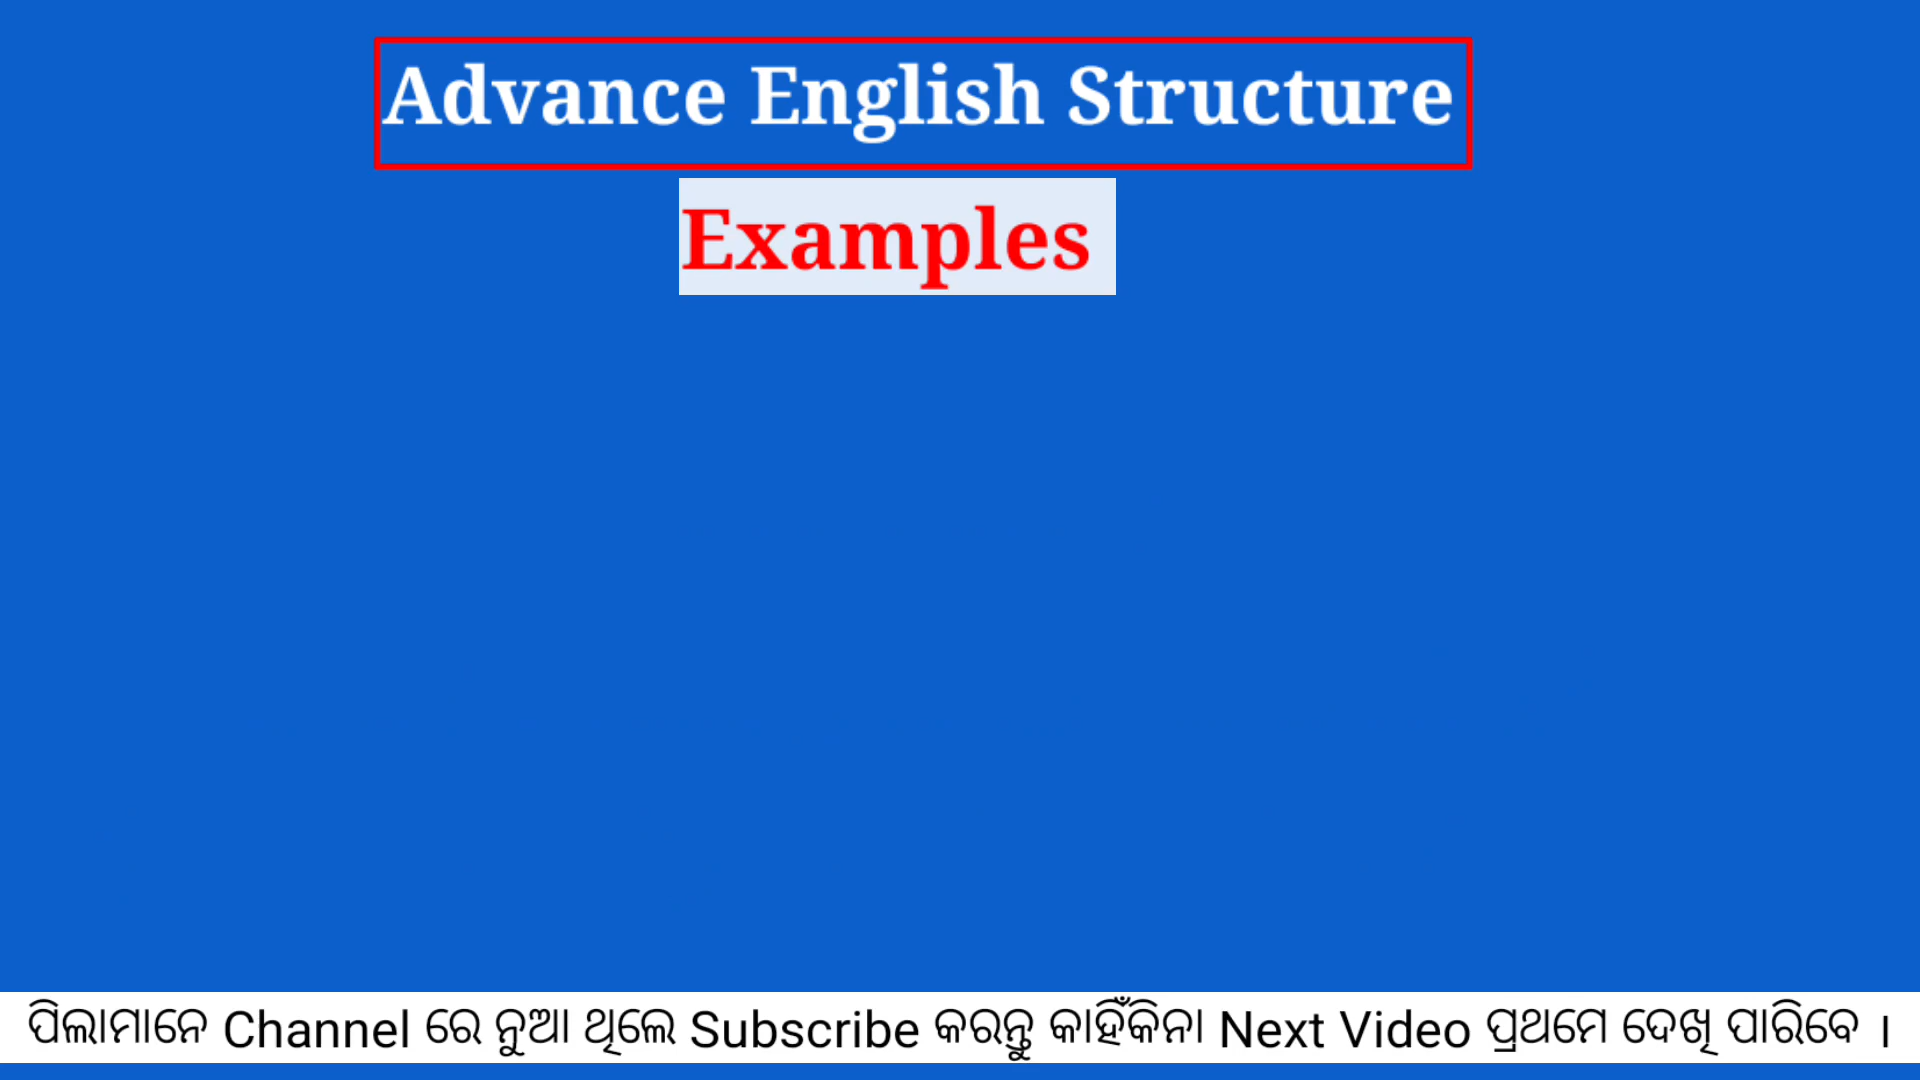 Advance English Structure
Examples
ପିଲାମାନେ Channel ରେ ନୁଆ ଥିଲେ Subscribe କରନ୍ତୁ କାହିଁକିନା Next Video ପ୍ରଥମେ ଦେଖି ପାରିବେ ।